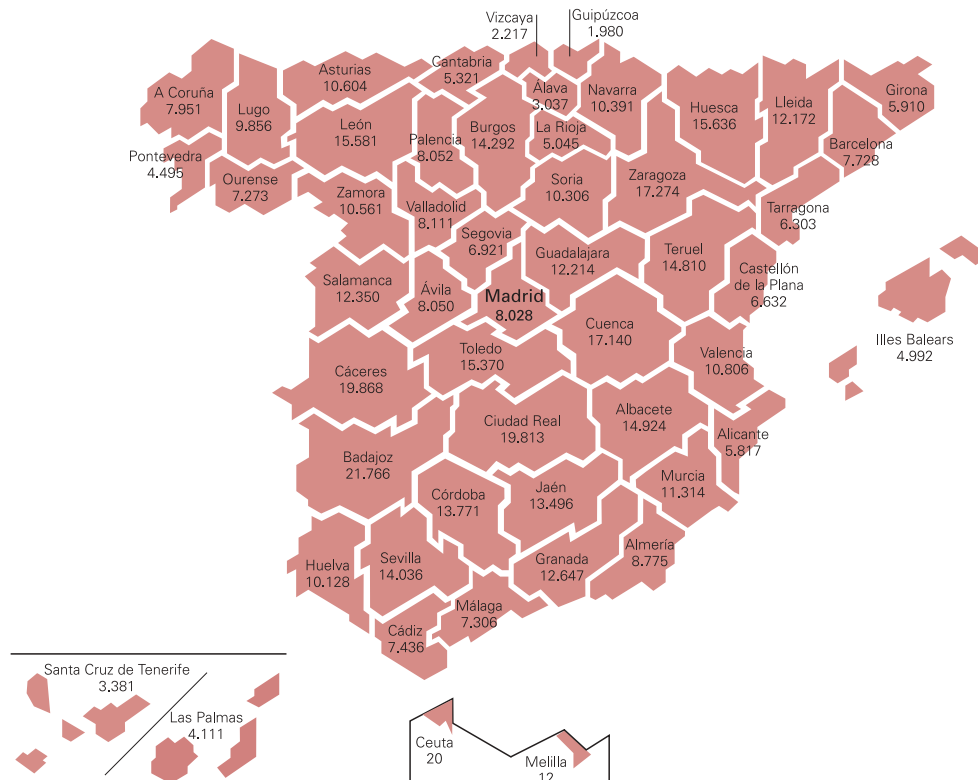 Vizcaya
2.217
Guipúzcoa
1.980
Cantabria
5.321
Asturias
10.604
A Coruña
7.951
Lugo
9.856
Álava
3.037
Navarra
10.391
Huesca
15.636
Lleida
12.172
Girona
5.910
León
15.581
Palencia
8.052
Burgos
14.292
La Rioja
5.045
Barcelona
7.728
Pontevedra
4.495
Ourense
7.273
Zamora
10.561
Valladolid
8.111
Soria
10.306
Zaragoza
17.274
Tarragona
6.303
Segovia
6.921
Guadalajara
12.214
Teruel
14.810
Castellón
de la Plana
6.632
Salamanca
12.350
Ávila
8.050
Madrid
8.028
Cuenca
17.140
Illes Balears
4.992
Toledo
15.370
Valencia
10.806
Cáceres
19.868
Ciudad Real
19.813
Albacete
14.924
Alicante
5.817
Badajoz
21.766
Córdoba
13.771
Jaén
13.496
Murcia
11.314
Huelva
10.128
Sevilla
14.036
Granada
12.647
Almería
8.775
Málaga
7.306
Cádiz
7.436
Santa Cruz de Tenerife
3.381
Las Palmas
4.111
Ceuta
20
Melilla
12